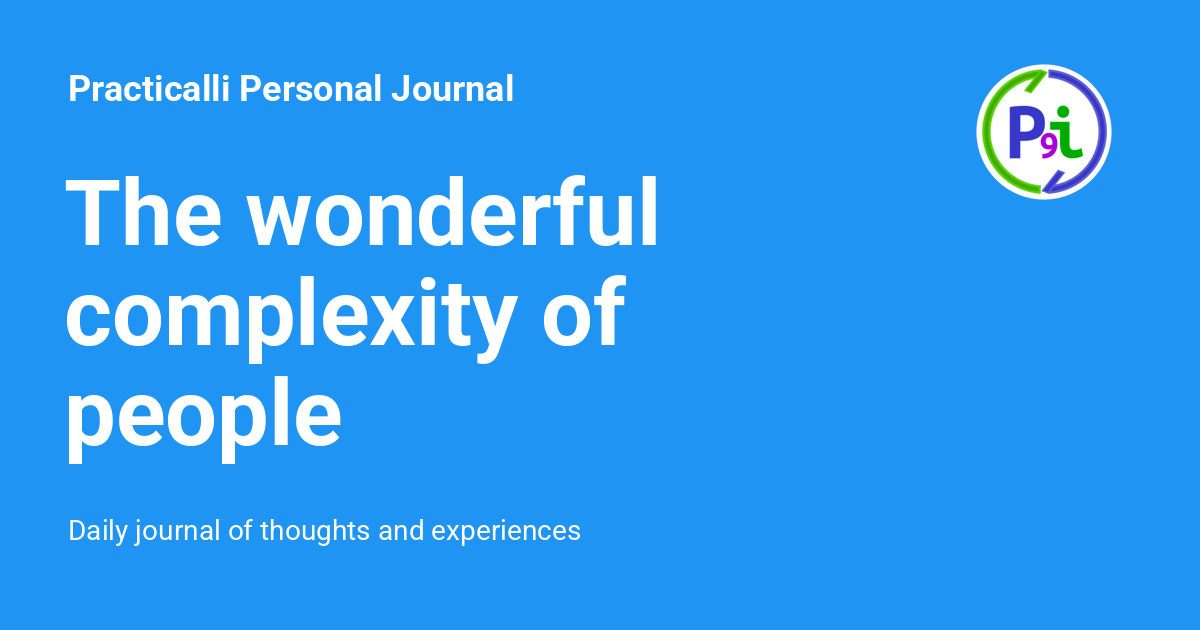 Practicalli Personal Journal
P9i
The wonderful
complexity of
people
Daily journal of thoughts and experiences